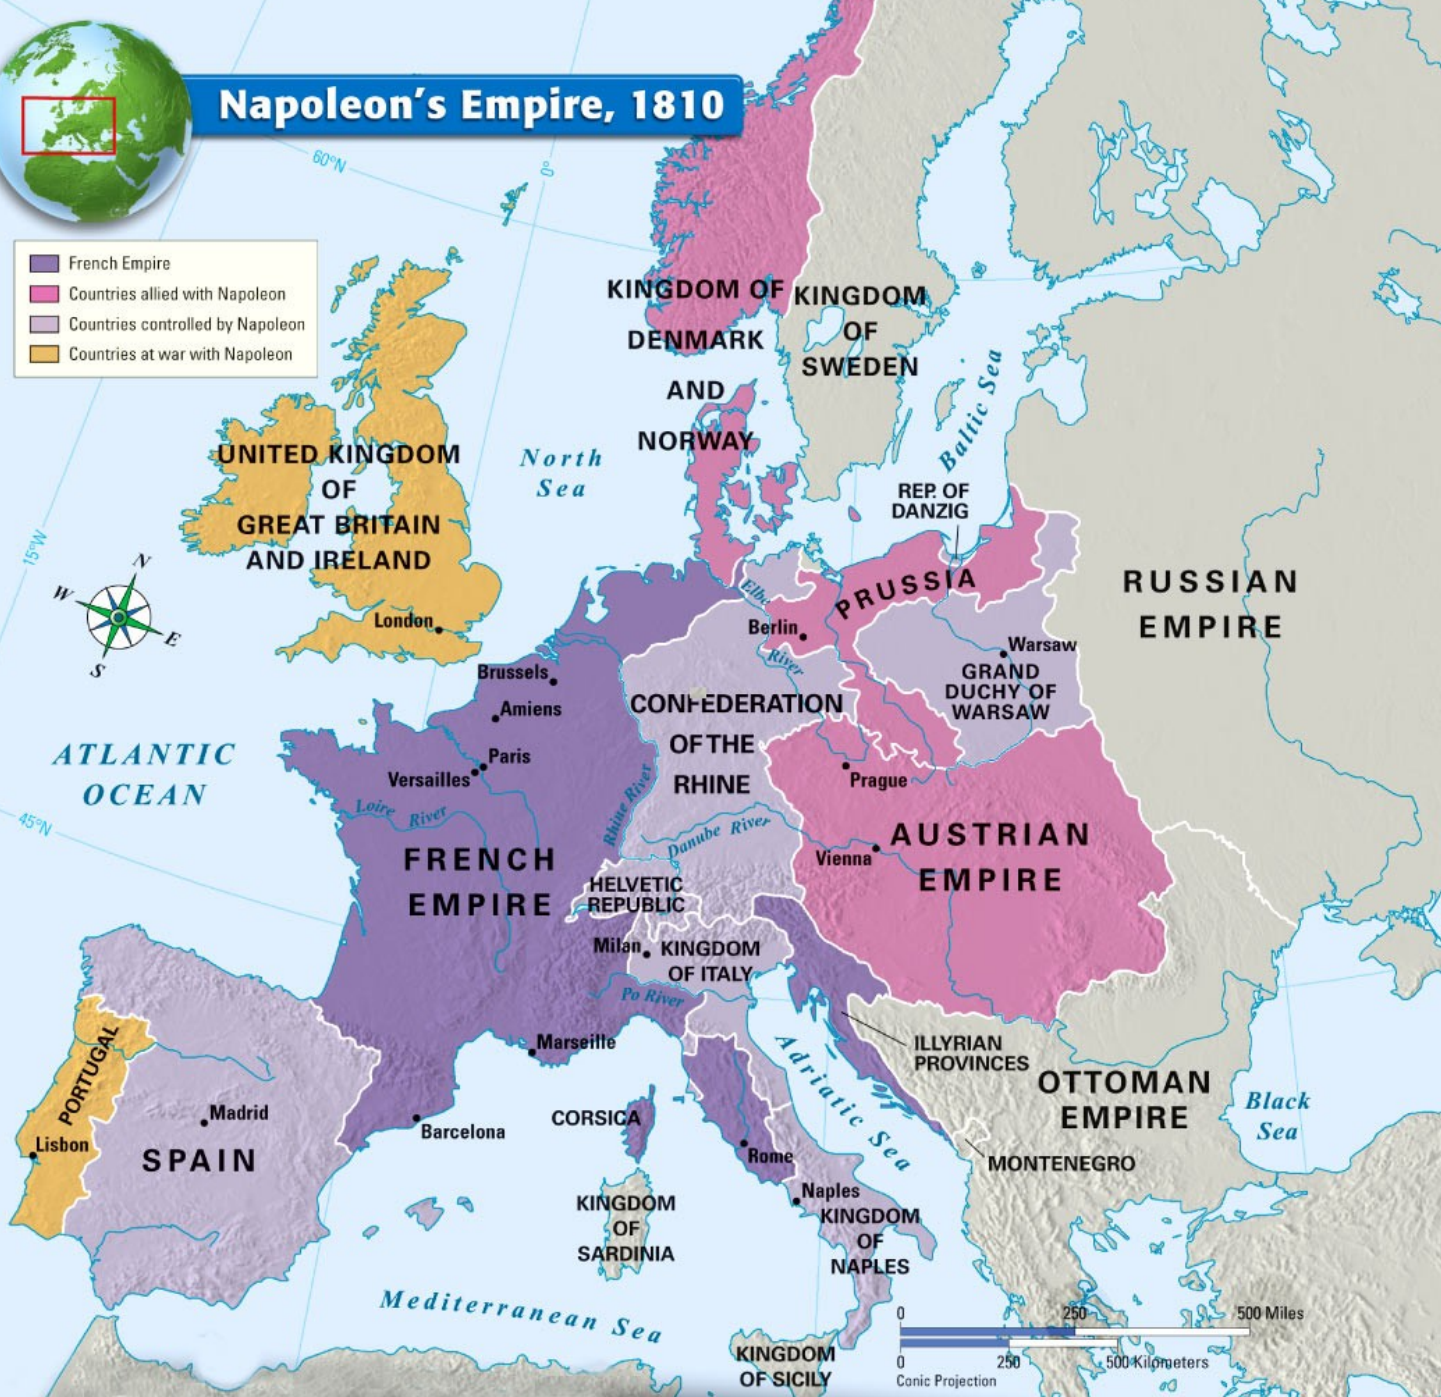 Napoleon's Empire, 1810
60°N
0°
French Empire
Countries allied with Napoleon
Countries controlled by Napoleon
Countries at war with Napoleon
KINGDOM OF
DENMARK
AND
NORWAY
KINGDOM
OF
SWEDEN
Baltic Sea
North
Sea
UNITED KINGDOM
OF
GREAT BRITAIN
AND IRELAND
London
15°W
N
W
E
S
REP. OF
DANZIG
PRUSSIA
RUSSIAN
EMPIRE
Elbe
River
Berlin
Warsaw
GRAND
DUCHY OF
WARSAW
Brussels
Amiens
Paris
Versailles
CONFEDERATION
OF THE
RHINE
Prague
ATLANTIC
OCEAN
45°N
Loire River
Rhine River
Danube River
FRENCH
EMPIRE
Vienna
AUSTRIAN
EMPIRE
HELVETIC
REPUBLIC
Milan
KINGDOM
OF ITALY
Po River
Marseille
ILLYRIAN
PROVINCES
Adriatic Sea
OTTOMAN
EMPIRE
Black
Sea
MONTENEGRO
PORTUGAL
Lisbon
Madrid
SPAIN
Barcelona
CORSICA
Rome
Naples
KINGDOM
OF
NAPLES
KINGDOM
OF
SARDINIA
Mediterranean Sea
KINGDOM
OF SICILY
0 250 500 Miles
0 250 500 Kilometers
Conic Projection